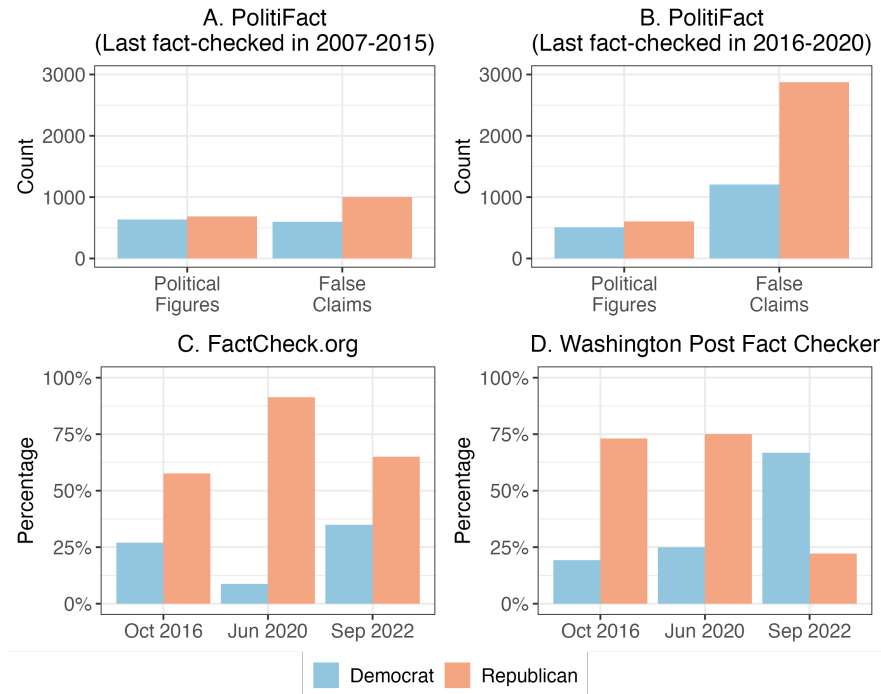 A. PolitiFact
(Last fact-checked in 2007-2015)
3000
2000
1000
0
Count
Political
Figures
False
Claims
B. PolitiFact
(Last fact-checked in 2016-2020)
3000
2000
1000
0
Count
Political
Figures
False
Claims
C. FactCheck.org
100%
75%
50%
25%
0%
Percentage
Oct 2016
Jun 2020
Sep 2022
D. Washington Post Fact Checker
100%
75%
50%
25%
0%
Percentage
Oct 2016
Jun 2020
Sep 2022
Democrat
Republican